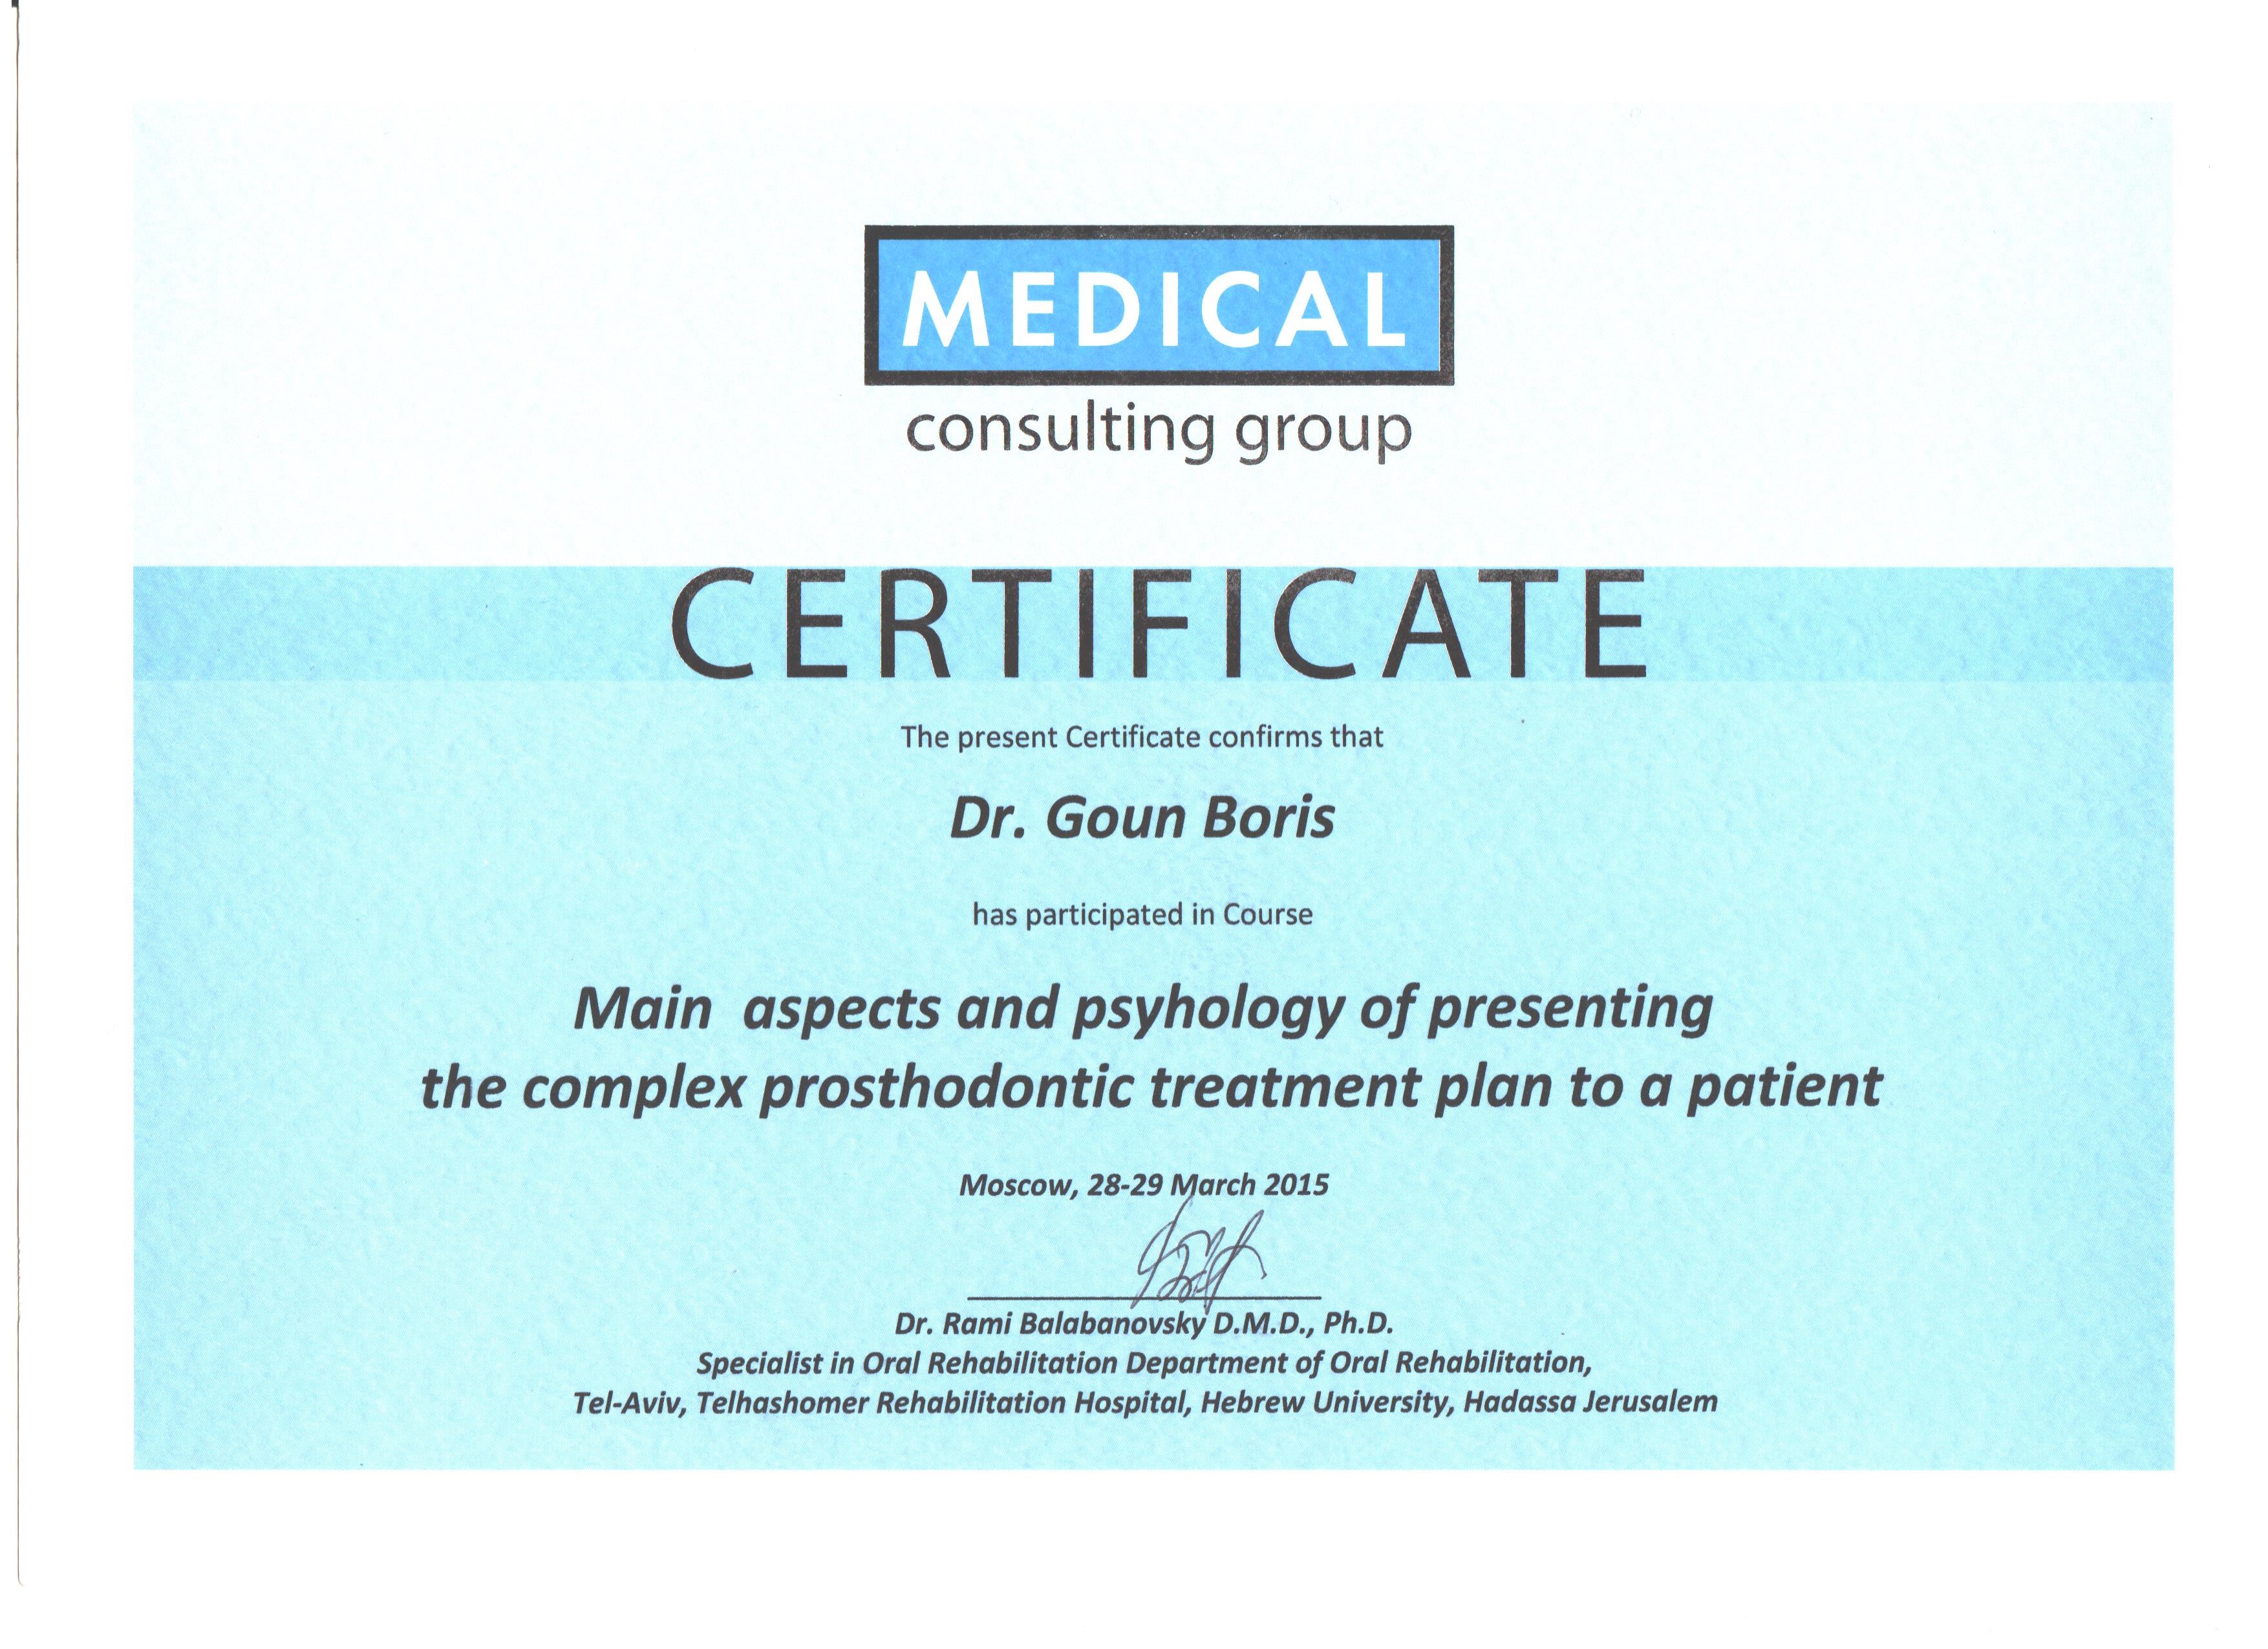 MEDICAL
consulting group
CERTIFICATE
The present Certificate confirms that
Dr. Goun Boris
has participated in Course
Main aspects and psyhology of presenting
the complex prosthodontic treatment plan to a patient
Moscow, 28-29 March 2015
Dr. Rami Balabanovsky D.M.D., Ph.D.
Specialist in Oral Rehabilitation Department of Oral Rehabilitation,
Tel-Aviv, Telhashomer Rehabilitation Hospital, Hebrew University, Hadassa Jerusalem